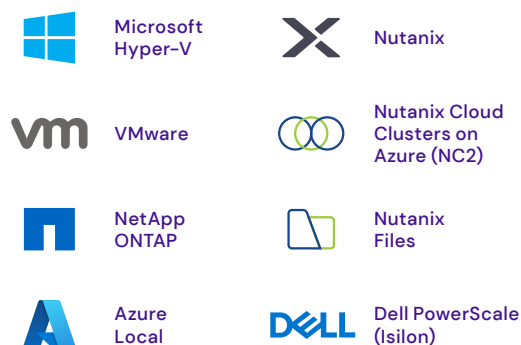 Microsoft
Hyper-V
Nutanix
vm
VMware
Nutanix Cloud
Clusters on
Azure (NC2)
NetApp
ONTAP
Nutanix
Files
Azure
Local
DELL
Dell PowerScale
(Isilon)